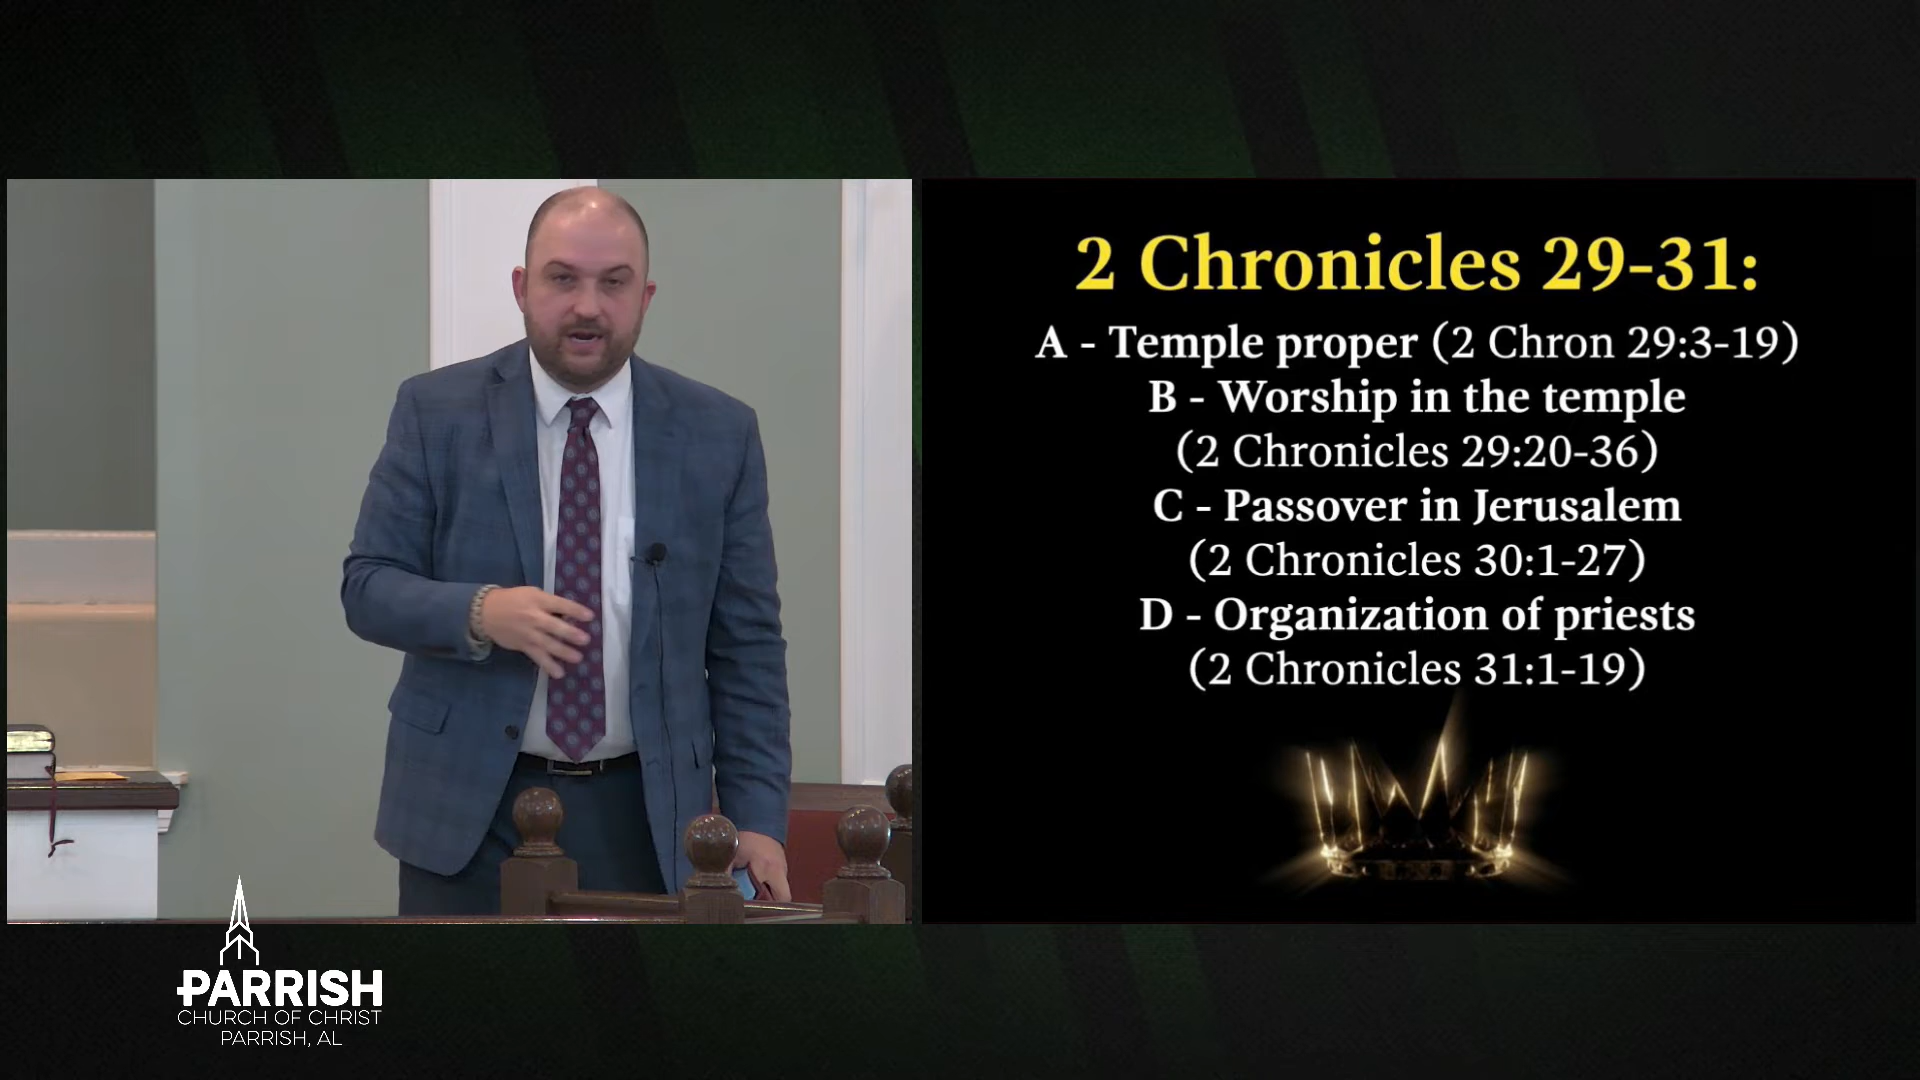 2 Chronicles 29-31:
A - Temple proper (2 Chron 29:3-19)
B - Worship in the temple
(2 Chronicles 29:20-36)
C - Passover in Jerusalem
(2 Chronicles 30:1-27)
D - Organization of priests
(2 Chronicles 31:1-19)
PARRISH
CHURCH OF CHRIST
PARRISH, AL